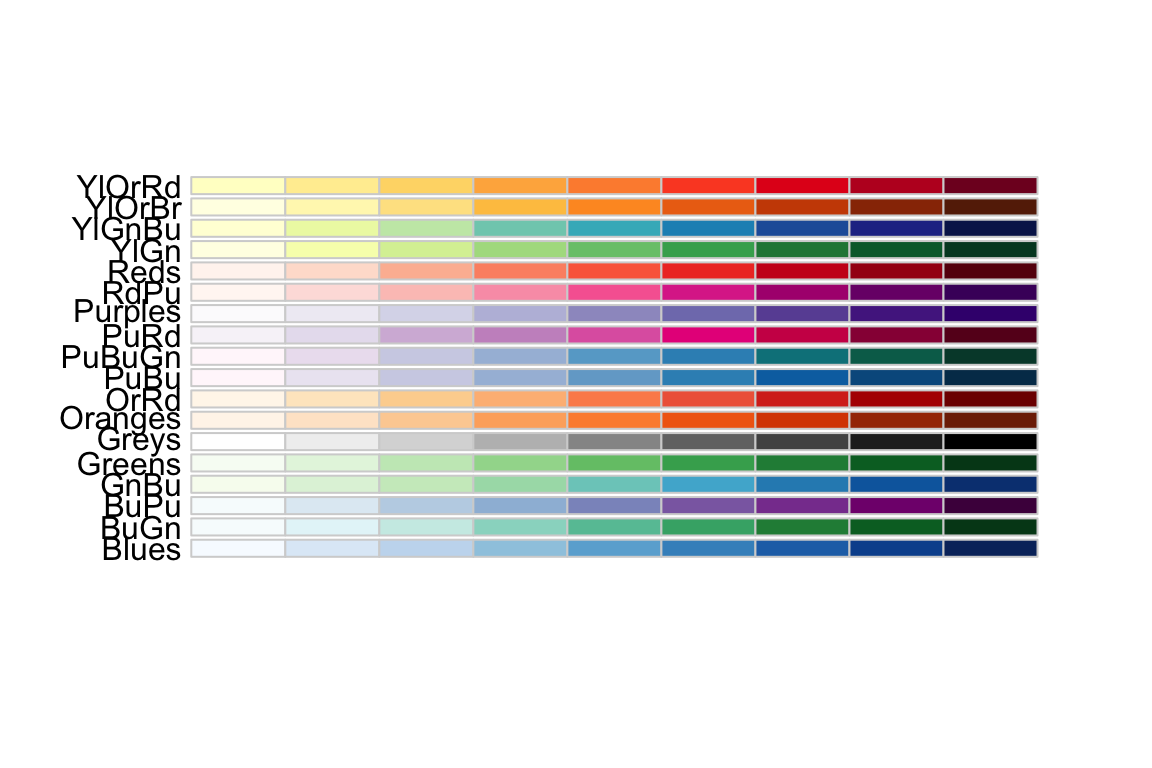 YlOrRd
YlOrBr
YlGnBu
YlGn
Reds
RdPu
Purples
PuRd
PuBuGn
PuBu
OrRd
Oranges
Greys
Greens
GnBu
BuPu
BuGn
Blues